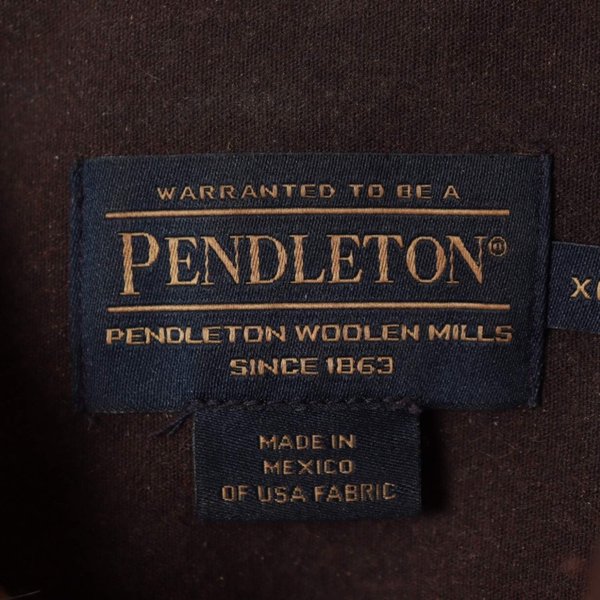 WARRANTED TO BE A
PENDLETON®
PENDLETON WOOLEN MILLS
SINCE 1863
MADE IN
MEXICO
OF USA FABRIC